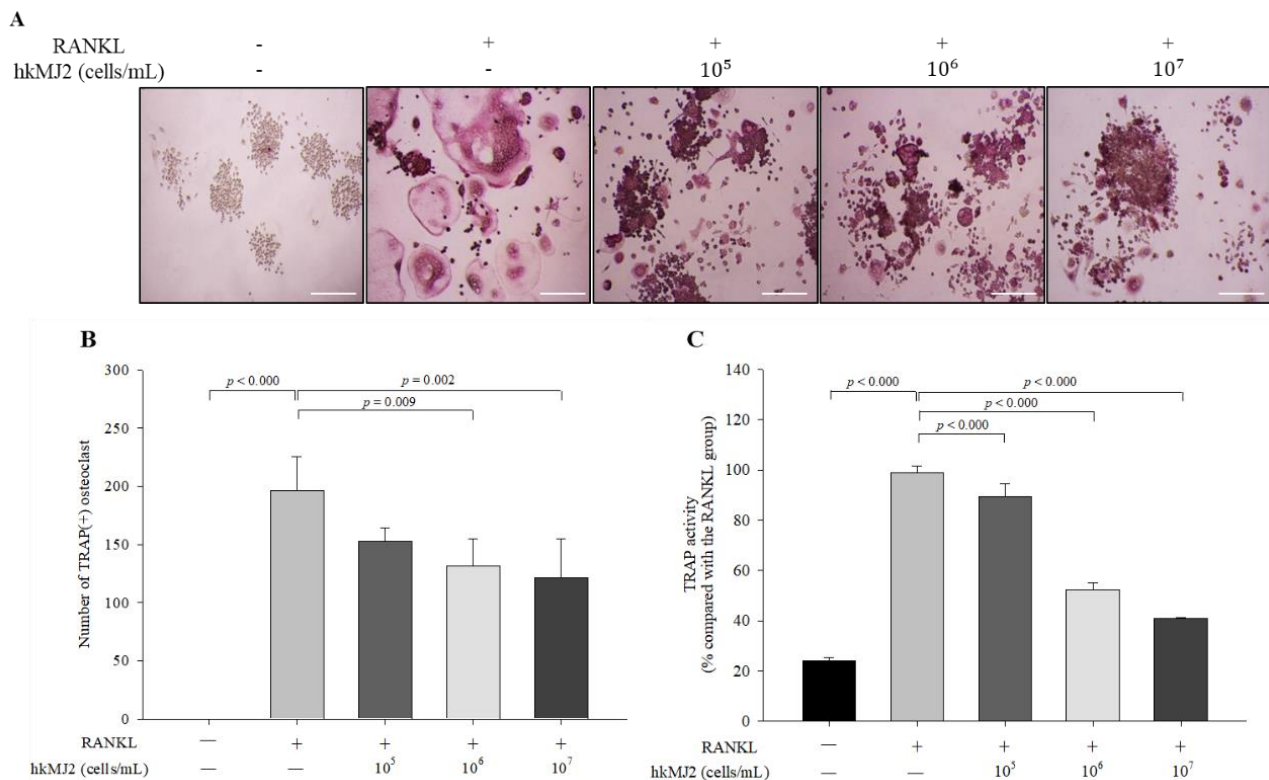 A
RANKL - + + + +
hkMJ2 (cells/mL) - - 10⁵ 10⁶ 10⁷
B
300
250
200
150
100
50
0
Number of TRAP(+) osteoclast
p < 0.000
p = 0.002
p = 0.009
RANKL — + + + +
hkMJ2 (cells/mL) — — 10⁵ 10⁶ 10⁷
C
140
120
100
80
60
40
20
0
TRAP activity
(% compared with the RANKL group)
p < 0.000
p < 0.000
p < 0.000
p < 0.000
RANKL — + + + +
hkMJ2 (cells/mL) — — 10⁵ 10⁶ 10⁷